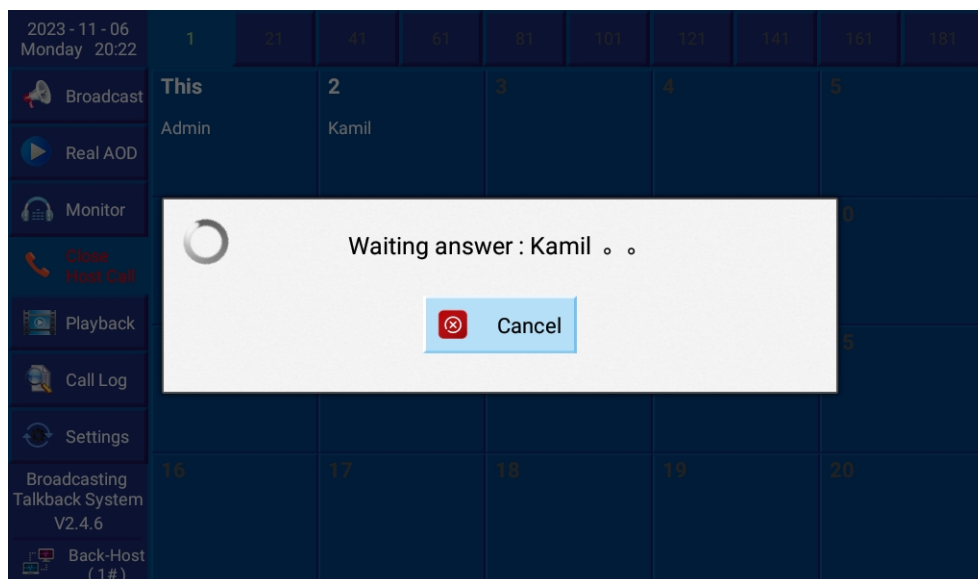 2023 - 11 - 06
Monday 20:22
1 21 41 61 81 101 121 141 161 181
Broadcast
Real AOD
Monitor
Close
Host Call
Playback
Call Log
Settings
Broadcasting
Talkback System
V2.4.6
Back-Host
(1#)
This 2 3 4 5
Admin Kamil
0
Waiting answer : Kamil 。 。
Cancel
5
16 17 18 19 20